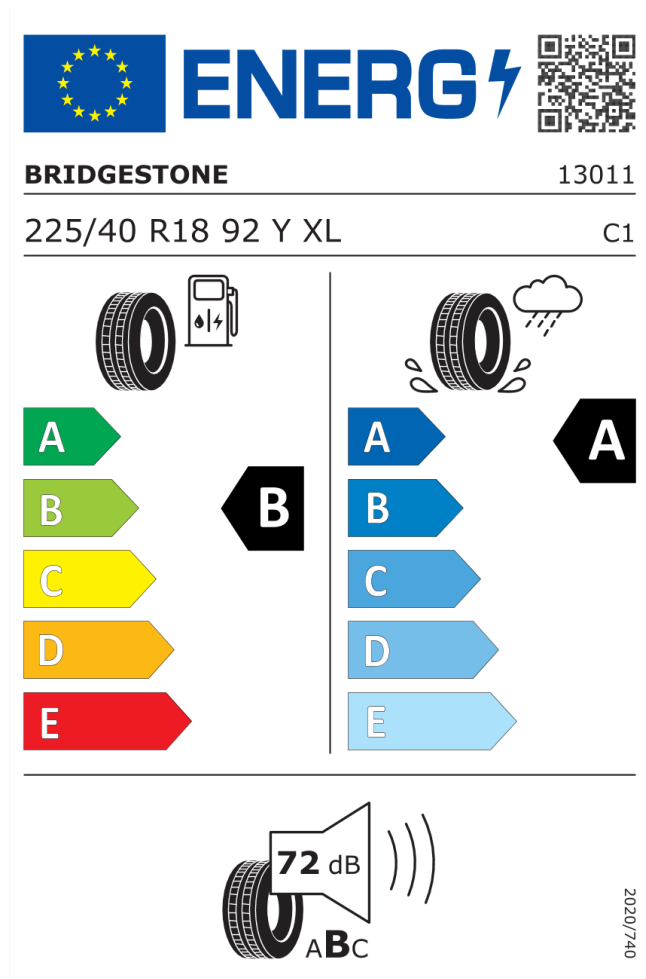 ENERG
BRIDGESTONE 13011
225/40 R18 92 Y XL C1
A A A
B B B
C C
D D
E E
72 dB
ABC
2020/740